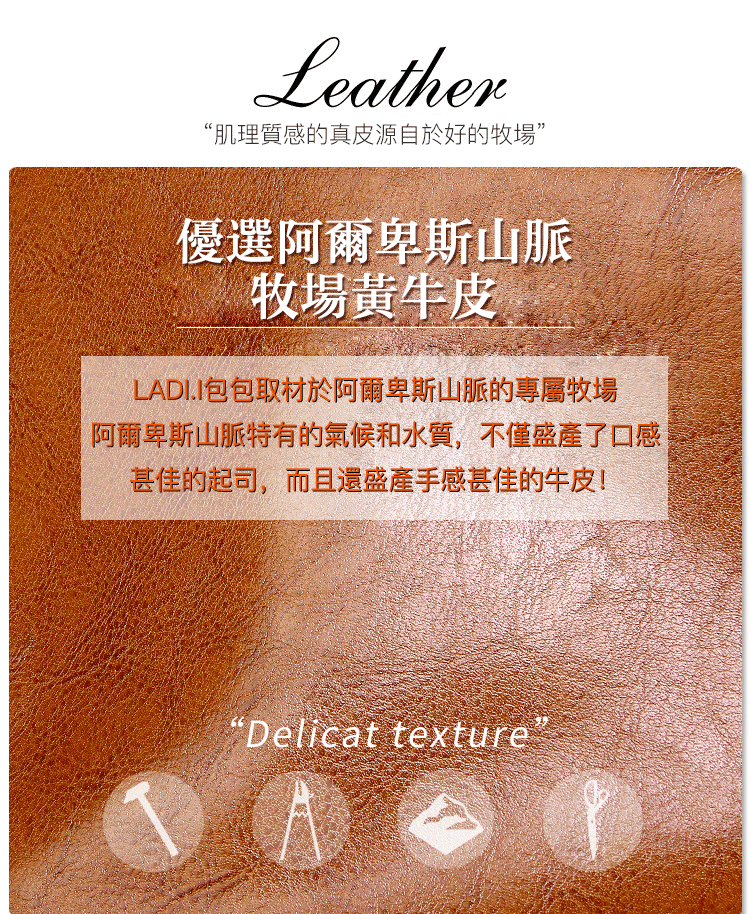 Leather
“肌理質感的真皮源自於好的牧場”
優選阿爾卑斯山脈
牧場黃牛皮
LADI.I包包取材於阿爾卑斯山脈的專屬牧場
阿爾卑斯山脈特有的氣候和水質，不僅盛產了口感
甚佳的起司，而且還盛產手感甚佳的牛皮！
“Delicat texture”